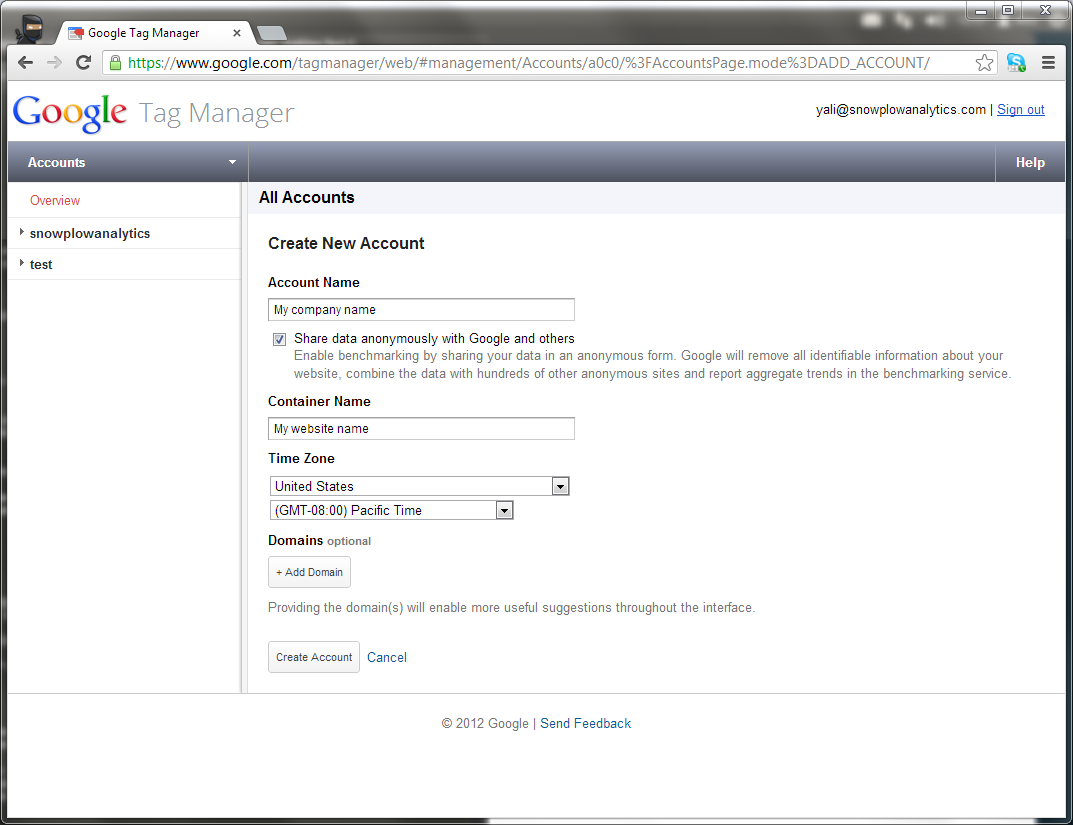 Google Tag Manager
https://www.google.com/tagmanager/web/#management/Accounts/a0c0/%3FAccountsPage.mode%3DADD_ACCOUNT/
Google Tag Manager
yali@snowplowanalytics.com | Sign out
Accounts
Help
Overview
snowplowanalytics
test
All Accounts
Create New Account
Account Name
My company name
Share data anonymously with Google and others
Enable benchmarking by sharing your data in an anonymous form. Google will remove all identifiable information about your
website, combine the data with hundreds of other anonymous sites and report aggregate trends in the benchmarking service.
Container Name
My website name
Time Zone
United States
(GMT-08:00) Pacific Time
Domains optional
+ Add Domain
Providing the domain(s) will enable more useful suggestions throughout the interface.
Create Account Cancel
© 2012 Google | Send Feedback